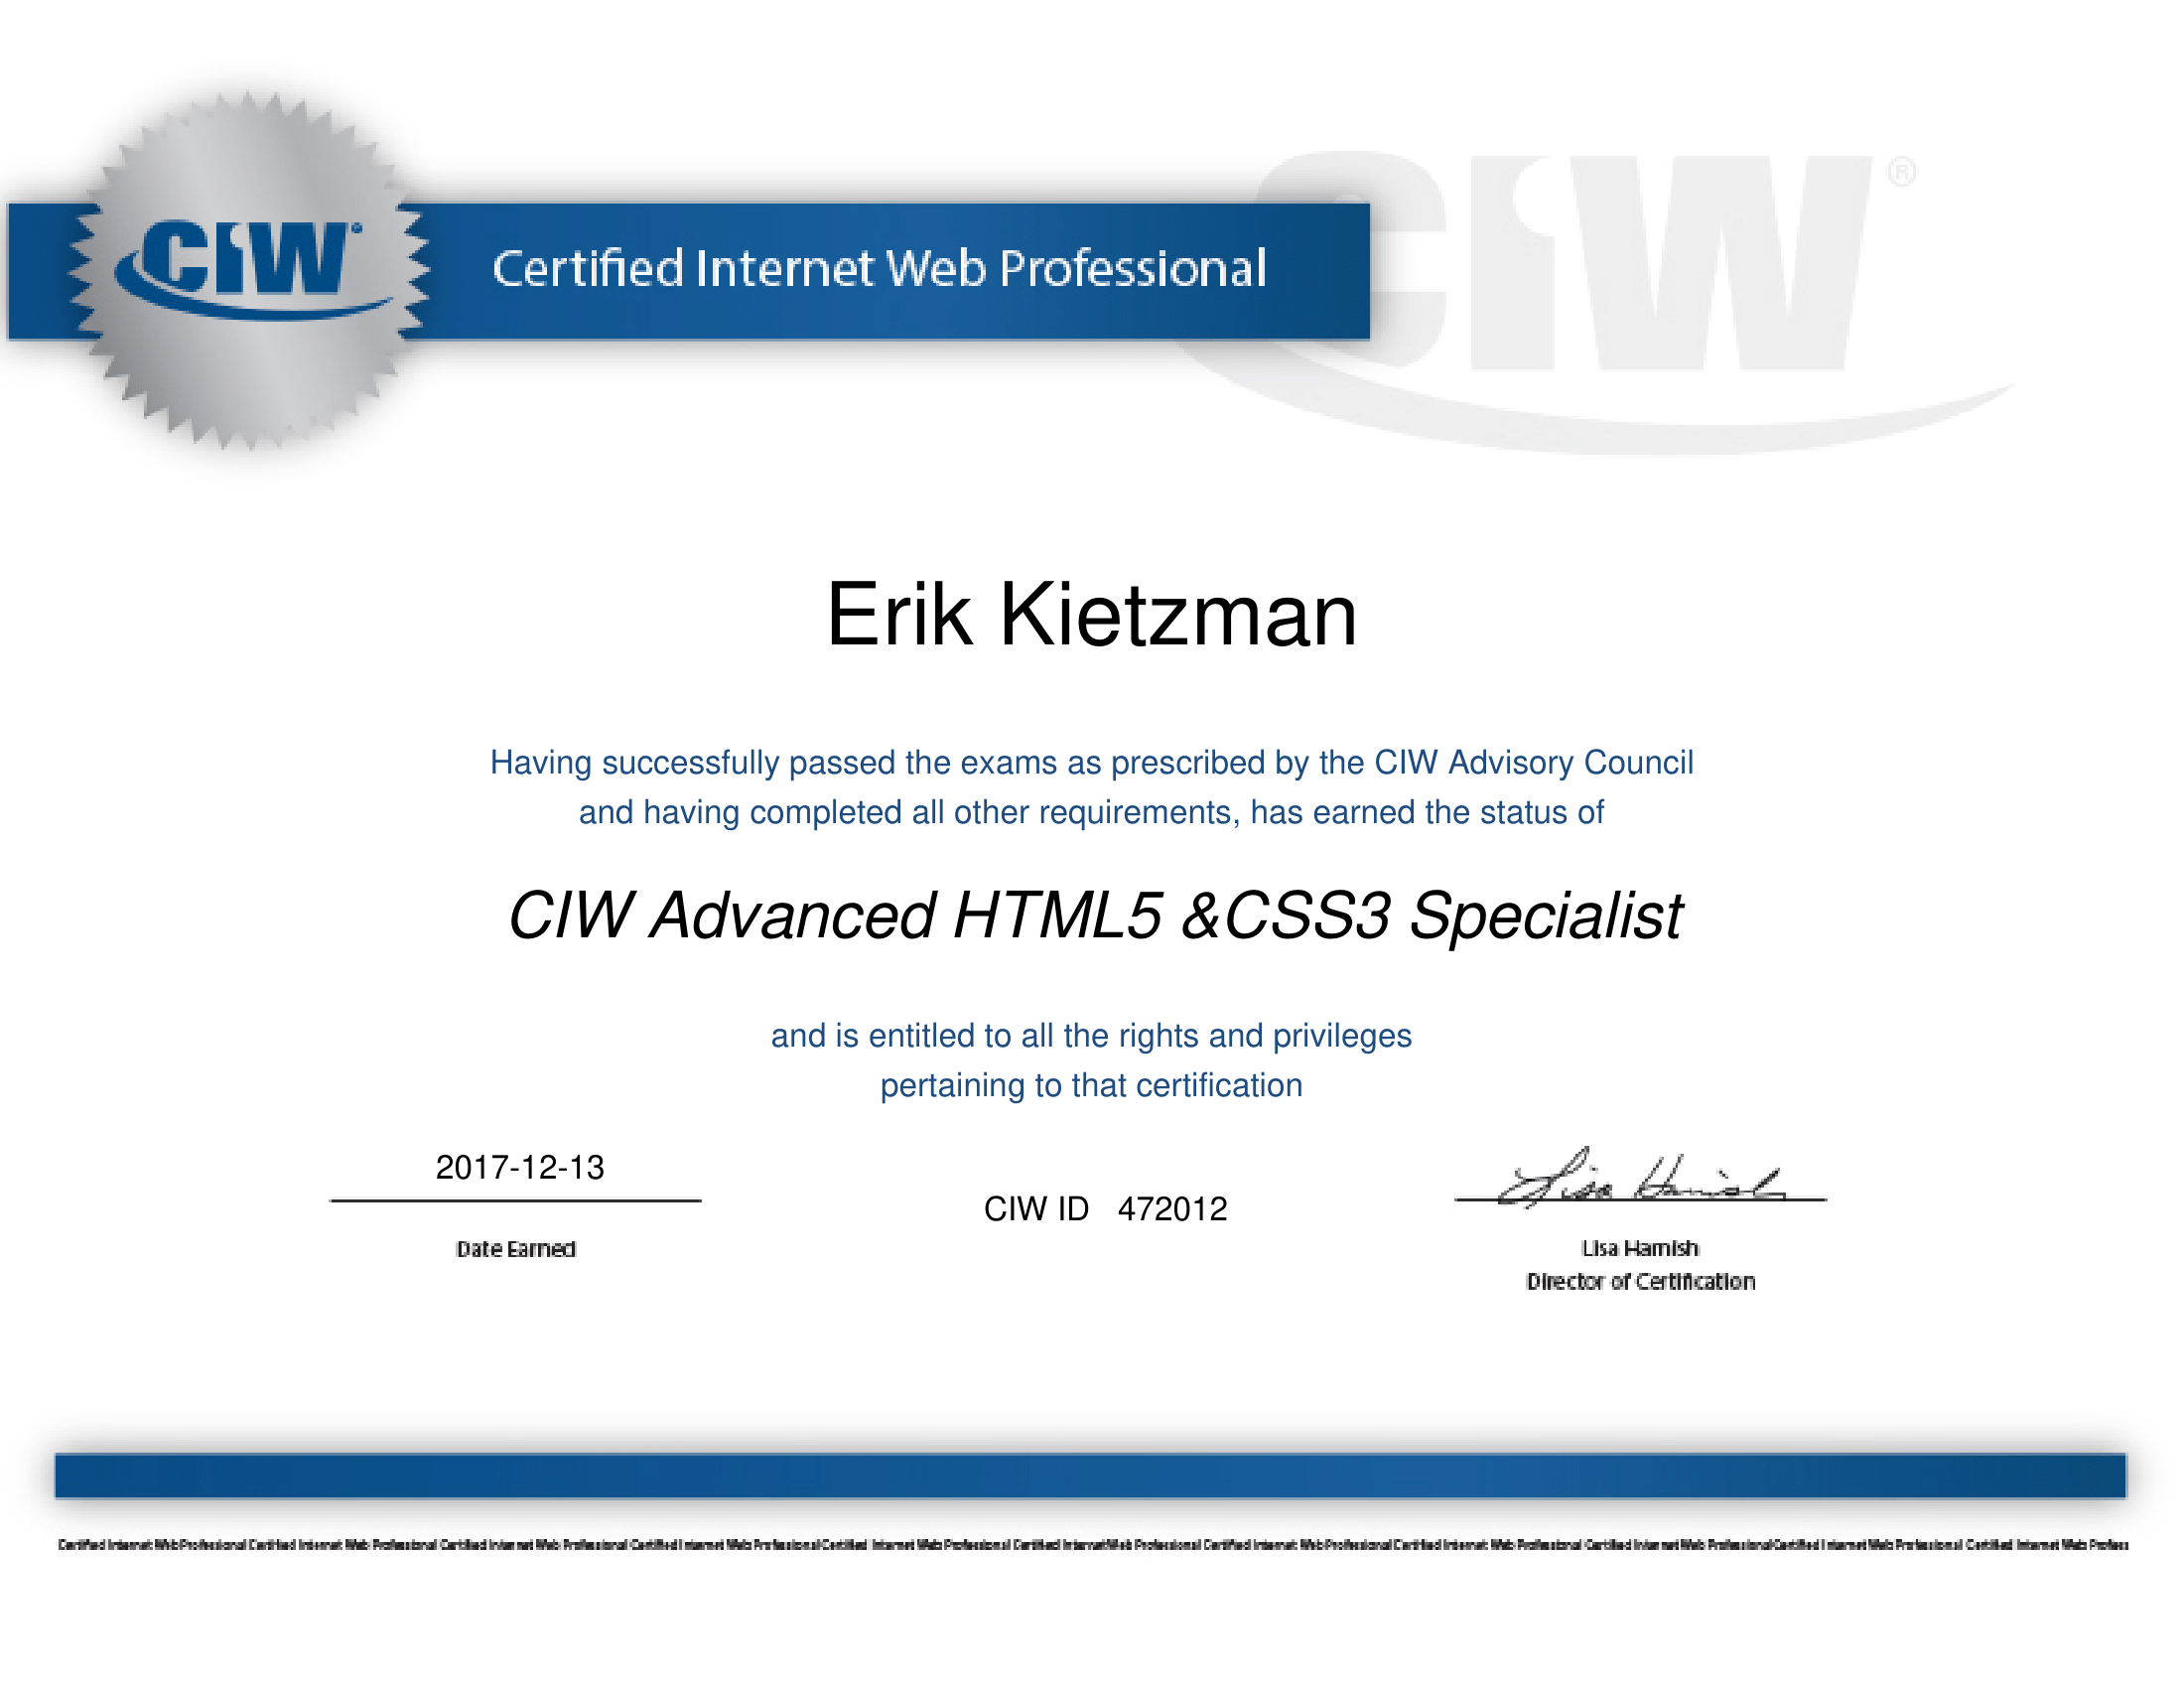 CIW®
CIW
Certified Internet Web Professional
Erik Kietzman
Having successfully passed the exams as prescribed by the CIW Advisory Council
and having completed all other requirements, has earned the status of
CIW Advanced HTML5 &CSS3 Specialist
and is entitled to all the rights and privileges
pertaining to that certification
2017-12-13
Lisa Harnish
CIW ID 472012
Date Earned
Lisa Harnish
Director of Certification
Certified Internet Web Professional Certified Internet Web Professional Certified Internet Web Professional Certified Internet Web Professional Certified Internet Web Professional Certified Internet Web Professional Certified Internet Web Professional Certified Internet Web Professional Certified Internet Web Professional Certified Internet Web Professional Certified Internet Web Profess